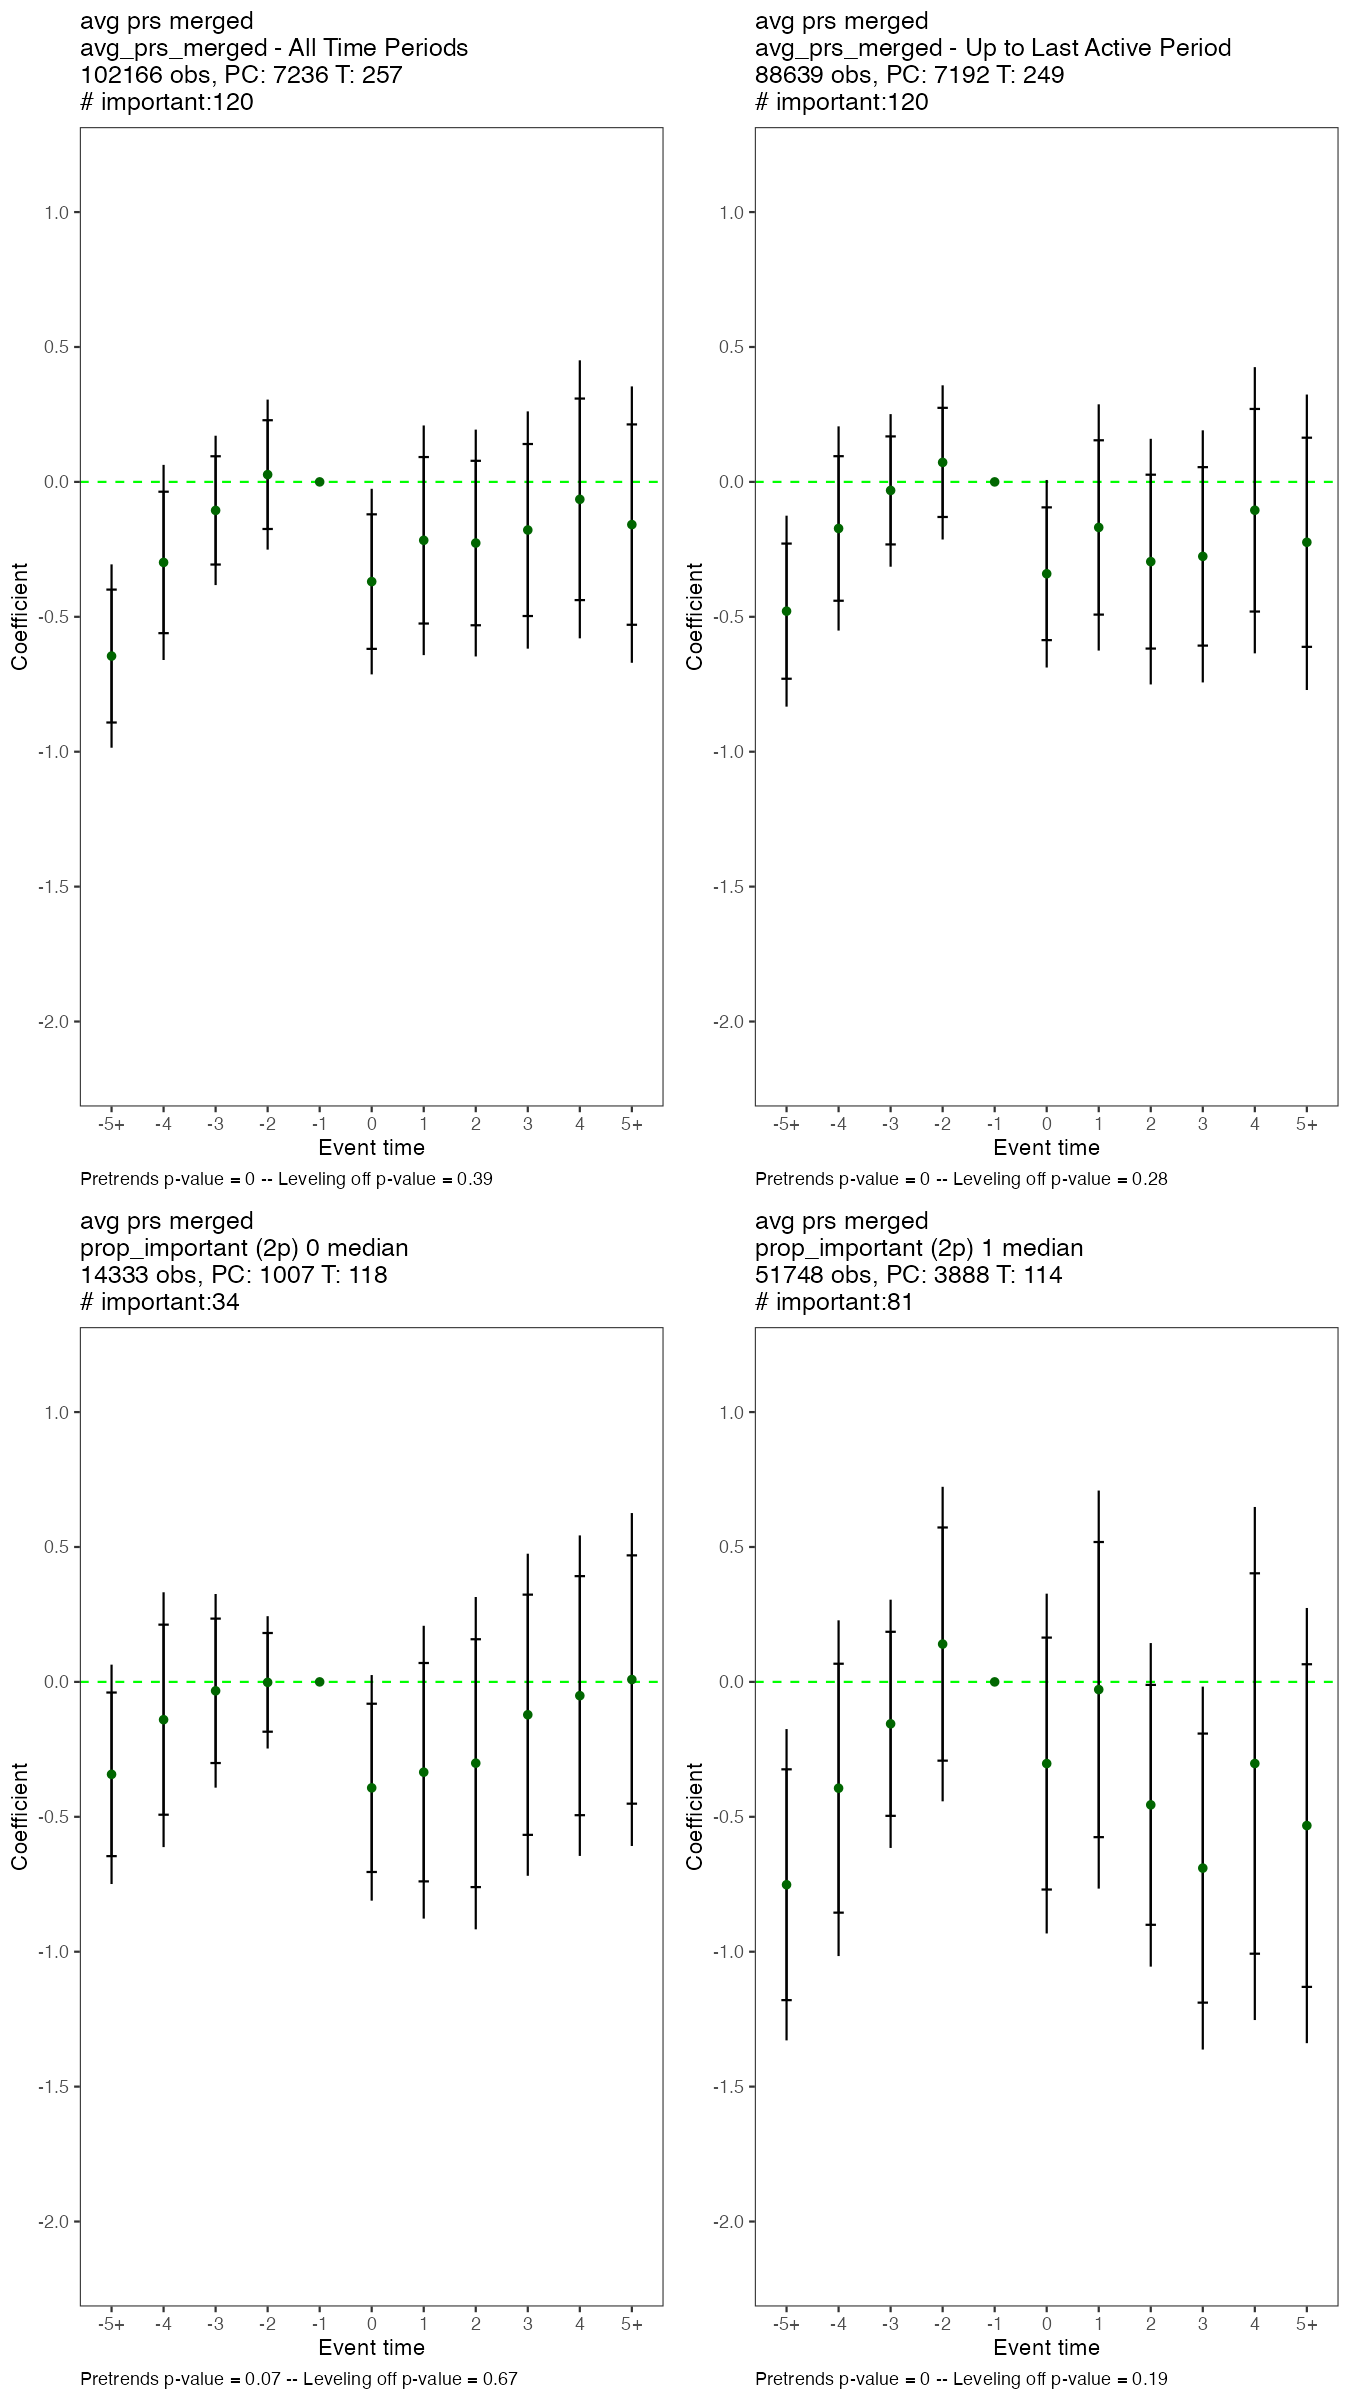 avg prs merged
avg_prs_merged - All Time Periods
102166 obs, PC: 7236 T: 257
# important:120
1.0
0.5
0.0
-0.5
-1.0
-1.5
-2.0
Coefficient
-5+ -4 -3 -2 -1 0 1 2 3 4 5+
Event time
Pretrends p-value = 0 -- Leveling off p-value = 0.39
avg prs merged
avg_prs_merged - Up to Last Active Period
88639 obs, PC: 7192 T: 249
# important:120
1.0
0.5
0.0
-0.5
-1.0
-1.5
-2.0
Coefficient
-5+ -4 -3 -2 -1 0 1 2 3 4 5+
Event time
Pretrends p-value = 0 -- Leveling off p-value = 0.28
avg prs merged
prop_important (2p) 0 median
14333 obs, PC: 1007 T: 118
# important:34
1.0
0.5
0.0
-0.5
-1.0
-1.5
-2.0
Coefficient
-5+ -4 -3 -2 -1 0 1 2 3 4 5+
Event time
Pretrends p-value = 0.07 -- Leveling off p-value = 0.67
avg prs merged
prop_important (2p) 1 median
51748 obs, PC: 3888 T: 114
# important:81
1.0
0.5
0.0
-0.5
-1.0
-1.5
-2.0
Coefficient
-5+ -4 -3 -2 -1 0 1 2 3 4 5+
Event time
Pretrends p-value = 0 -- Leveling off p-value = 0.19